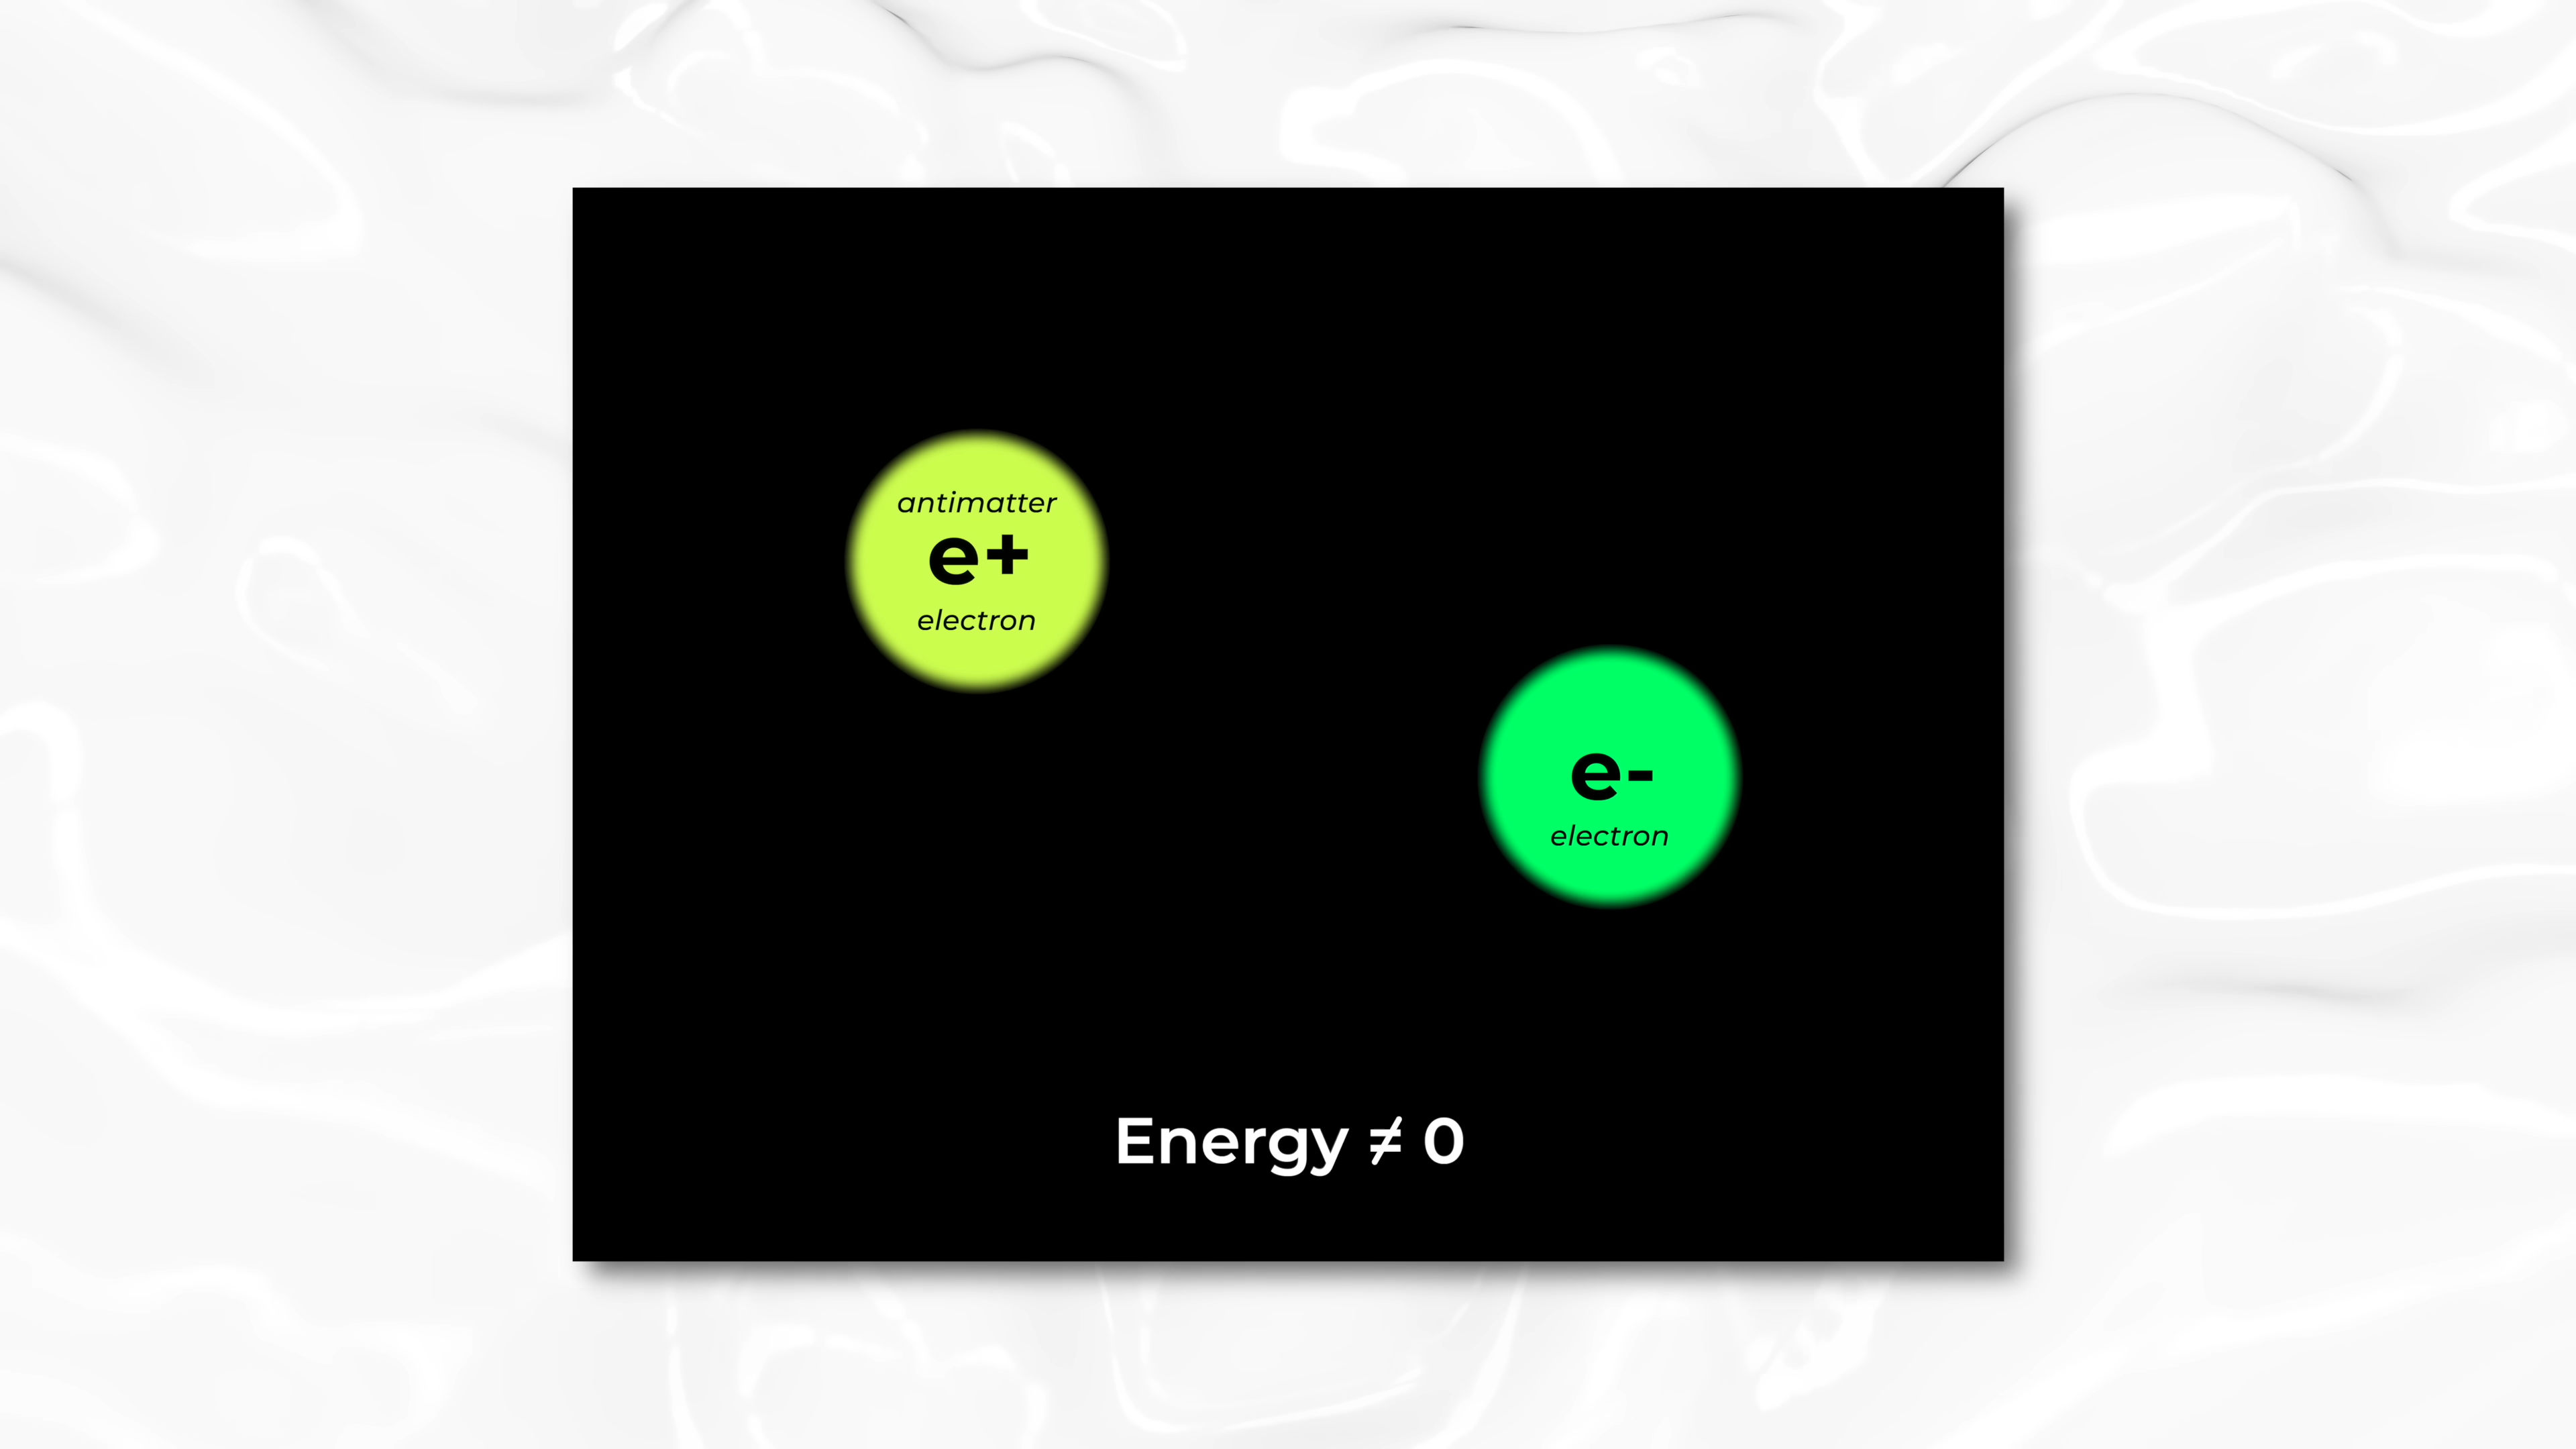 antimatter
e+
electron
e-
electron
Energy ≠ 0